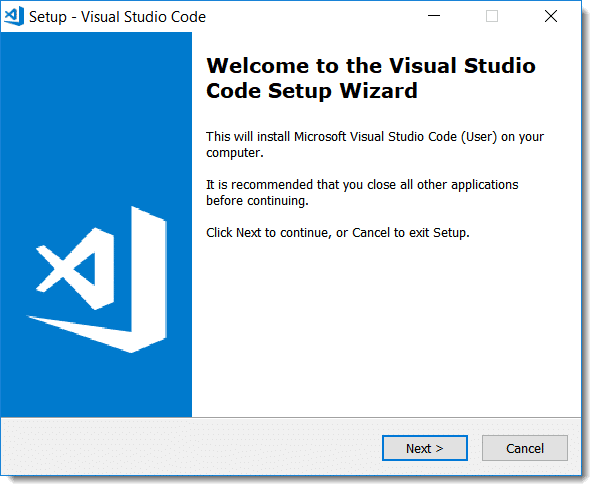 Setup - Visual Studio Code
Welcome to the Visual Studio
Code Setup Wizard
This will install Microsoft Visual Studio Code (User) on your
computer.
It is recommended that you close all other applications
before continuing.
Click Next to continue, or Cancel to exit Setup.
Next >
Cancel